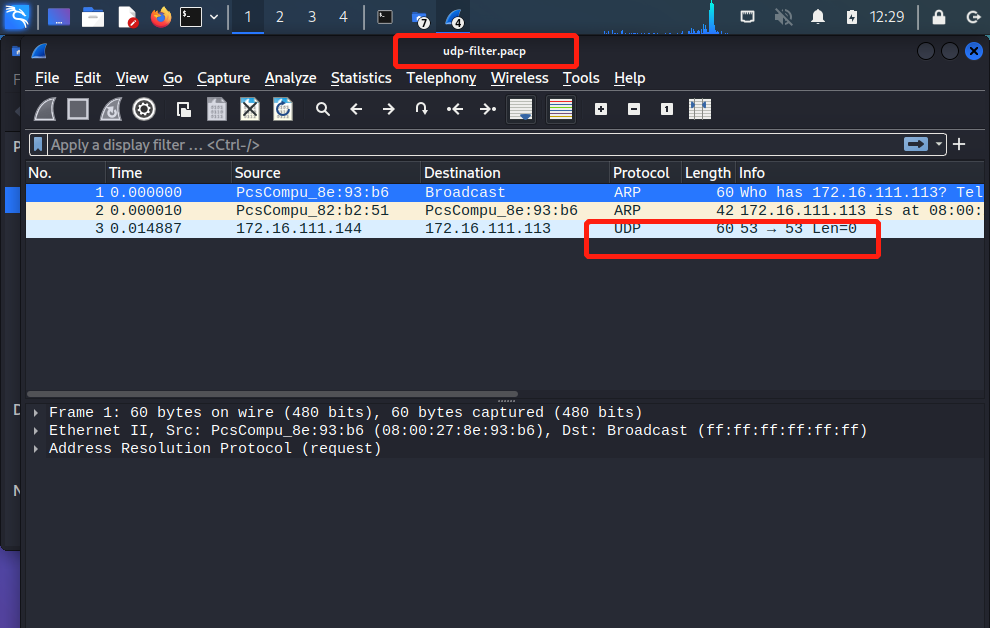 1 2 3 4 7 4 12:29
udp-filter.pacp
File Edit View Go Capture Analyze Statistics Telephony Wireless Tools Help
Apply a display filter … <Ctrl-/>
No. Time Source Destination Protocol Length Info
1 0.000000 PcsCompu_8e:93:b6 Broadcast ARP 60 Who has 172.16.111.113? Tel
2 0.000010 PcsCompu_82:b2:51 PcsCompu_8e:93:b6 ARP 42 172.16.111.113 is at 08:00:
3 0.014887 172.16.111.144 172.16.111.113 UDP 60 53 → 53 Len=0
Frame 1: 60 bytes on wire (480 bits), 60 bytes captured (480 bits)
Ethernet II, Src: PcsCompu_8e:93:b6 (08:00:27:8e:93:b6), Dst: Broadcast (ff:ff:ff:ff:ff:ff)
Address Resolution Protocol (request)